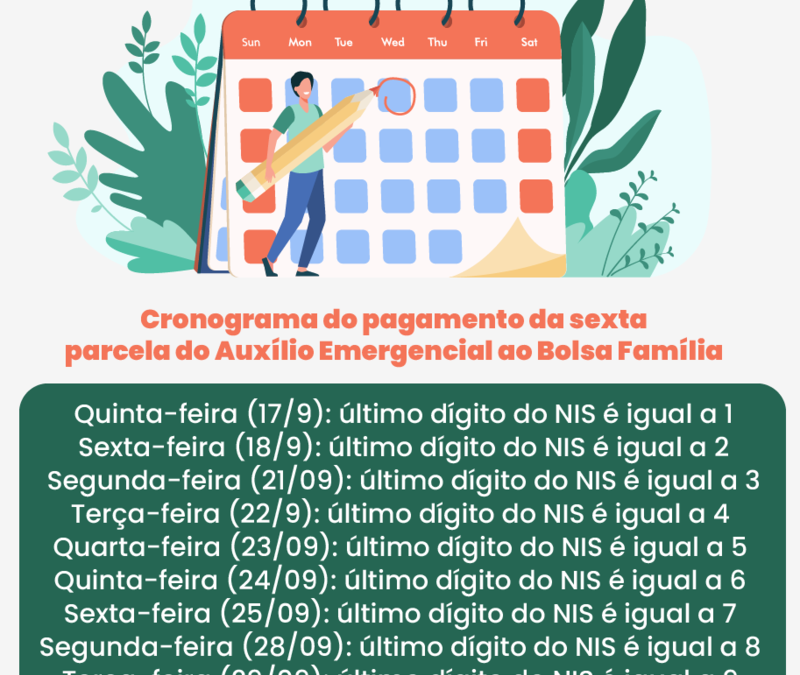 Sun Mon Tue Wed Thu Fri Sat
Cronograma do pagamento da sexta
parcela do Auxílio Emergencial ao Bolsa Família
Quinta-feira (17/9): último dígito do NIS é igual a 1
Sexta-feira (18/9): último dígito do NIS é igual a 2
Segunda-feira (21/09): último dígito do NIS é igual a 3
Terça-feira (22/9): último dígito do NIS é igual a 4
Quarta-feira (23/09): último dígito do NIS é igual a 5
Quinta-feira (24/09): último dígito do NIS é igual a 6
Sexta-feira (25/09): último dígito do NIS é igual a 7
Segunda-feira (28/09): último dígito do NIS é igual a 8